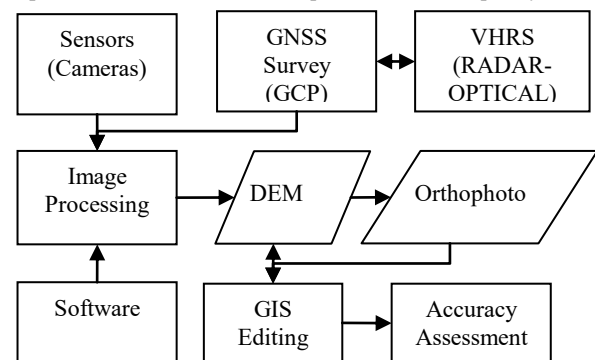 Sensors
(Cameras)
GNSS
Survey
(GCP)
VHRS
(RADAR-
OPTICAL)
Image
Processing
DEM
Orthophoto
Software
GIS
Editing
Accuracy
Assessment